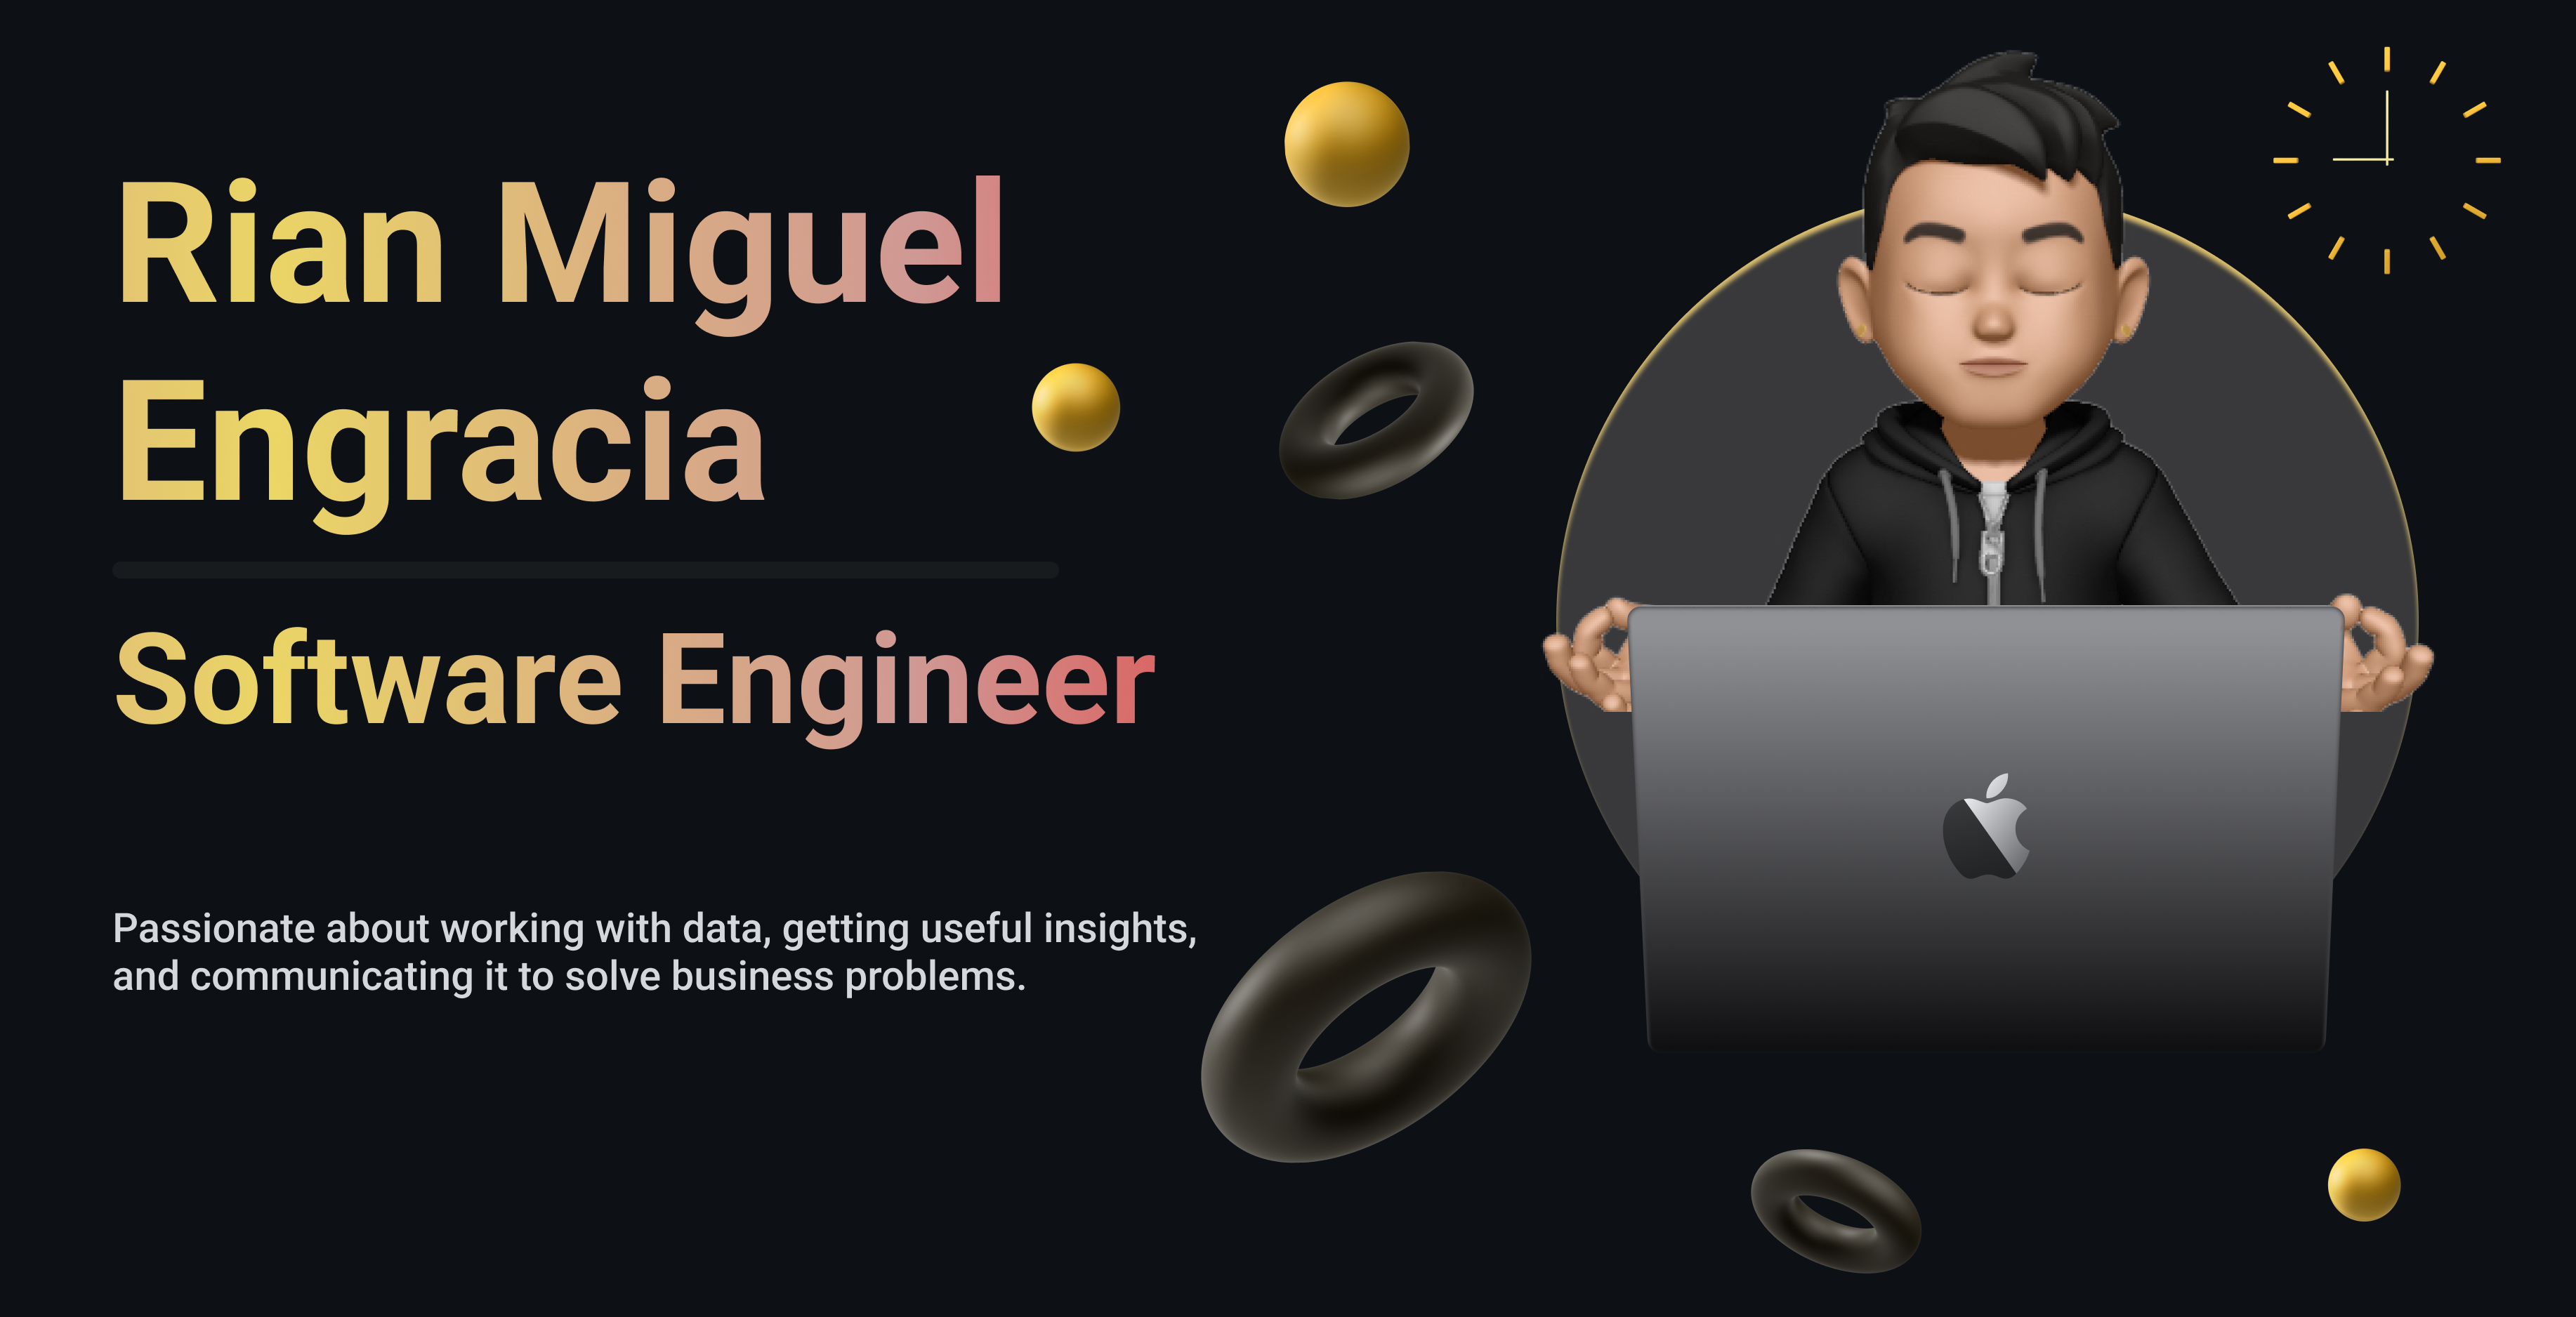 Rian Miguel
Engracia
Software Engineer
Passionate about working with data, getting useful insights,
and communicating it to solve business problems.